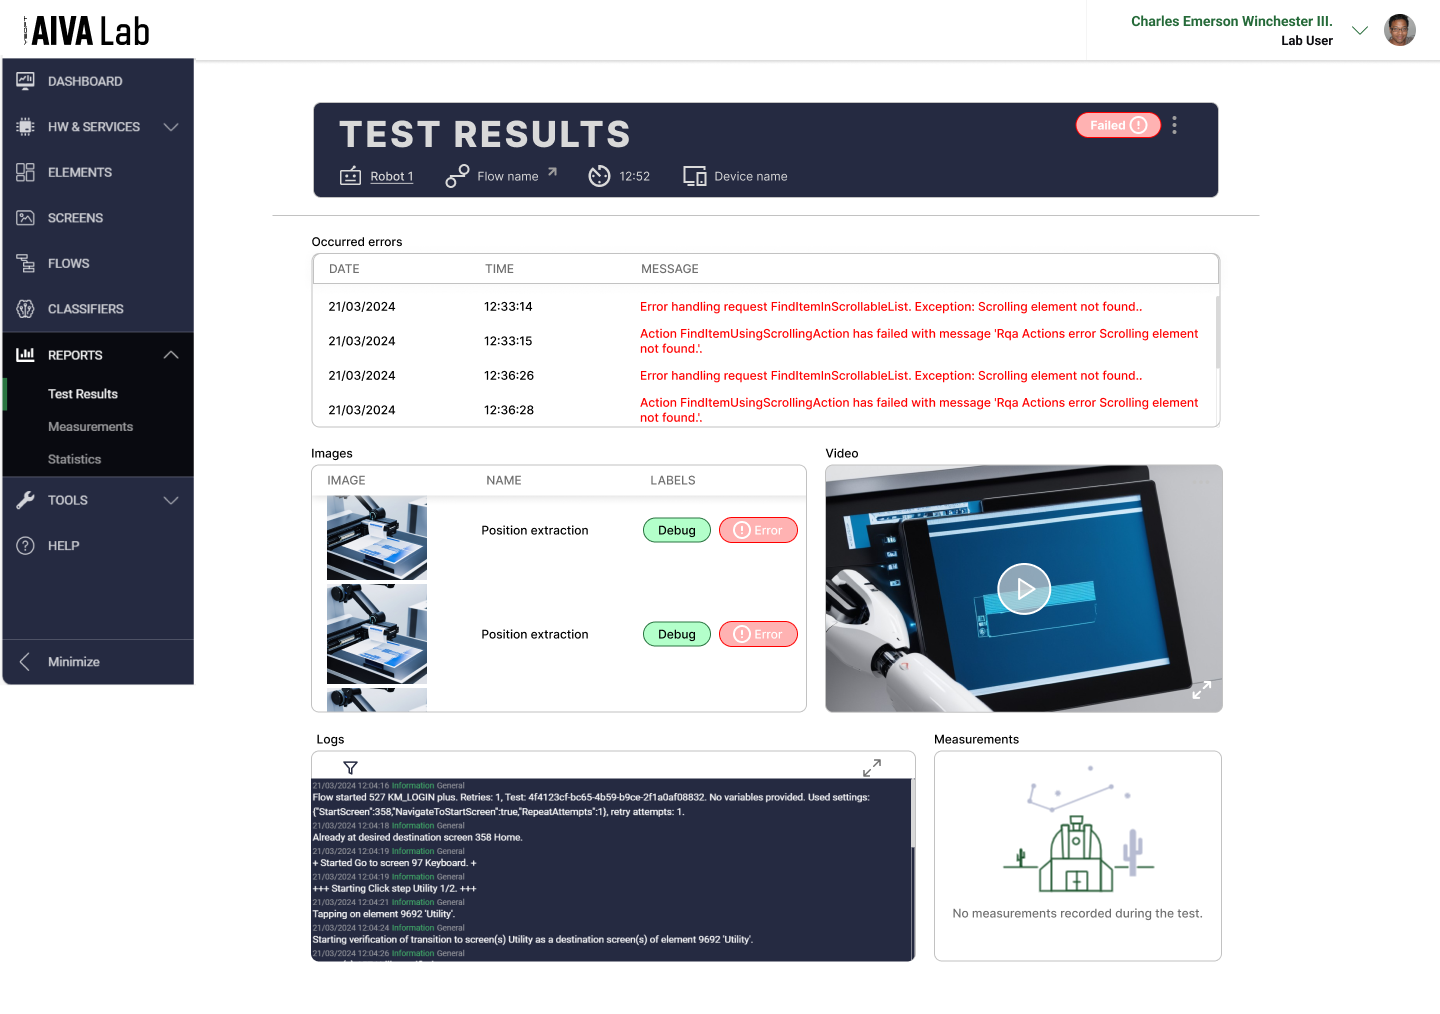 AIVA Lab
Charles Emerson Winchester III.
Lab User
DASHBOARD
HW & SERVICES
ELEMENTS
SCREENS
FLOWS
CLASSIFIERS
REPORTS
Test Results
Measurements
Statistics
TOOLS
HELP
Minimize
TEST RESULTS
Failed
Robot 1
Flow name
12:52
Device name
Occurred errors
DATE TIME MESSAGE
21/03/2024 12:33:14 Error handling request FindItemInScrollableList. Exception: Scrolling element not found..
21/03/2024 12:33:15 Action FindItemUsingScrollingAction has failed with message 'Rqa Actions error Scrolling element
not found.'.
21/03/2024 12:36:26 Error handling request FindItemInScrollableList. Exception: Scrolling element not found..
21/03/2024 12:36:28 Action FindItemUsingScrollingAction has failed with message 'Rqa Actions error Scrolling element
not found.'.
Images
IMAGE NAME LABELS
Position extraction Debug Error
Position extraction Debug Error
Video
Logs
21/03/2024 12:04:16 Information General
Flow started 527 KM_LOGIN plus. Retries: 1, Test: 4f4123cf-bc65-4b59-b9ce-2f1a0af08832. No variables provided. Used settings:
{"StartScreen":358,"NavigateToStartScreen":true,"RepeatAttempts":1}, retry attempts: 1.
21/03/2024 12:04:18 Information General
Already at desired destination screen 358 Home.
21/03/2024 12:04:19 Information General
+ Started Go to screen 97 Keyboard. +
21/03/2024 12:04:19 Information General
+++ Starting Click step Utility 1/2. +++
21/03/2024 12:04:21 Information General
Tapping on element 9692 'Utility'.
21/03/2024 12:04:24 Information General
Starting verification of transition to screen(s) Utility as a destination screen(s) of element 9692 'Utility'.
21/03/2024 12:04:26 Information General
Measurements
No measurements recorded during the test.